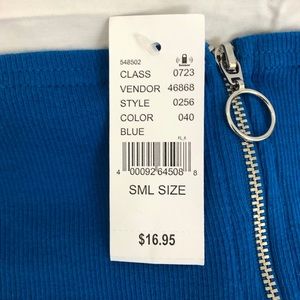 548502
CLASS 0723
VENDOR 46868
STYLE 0256
COLOR 040
BLUE
4 00092 64508 8
SML SIZE
$16.95